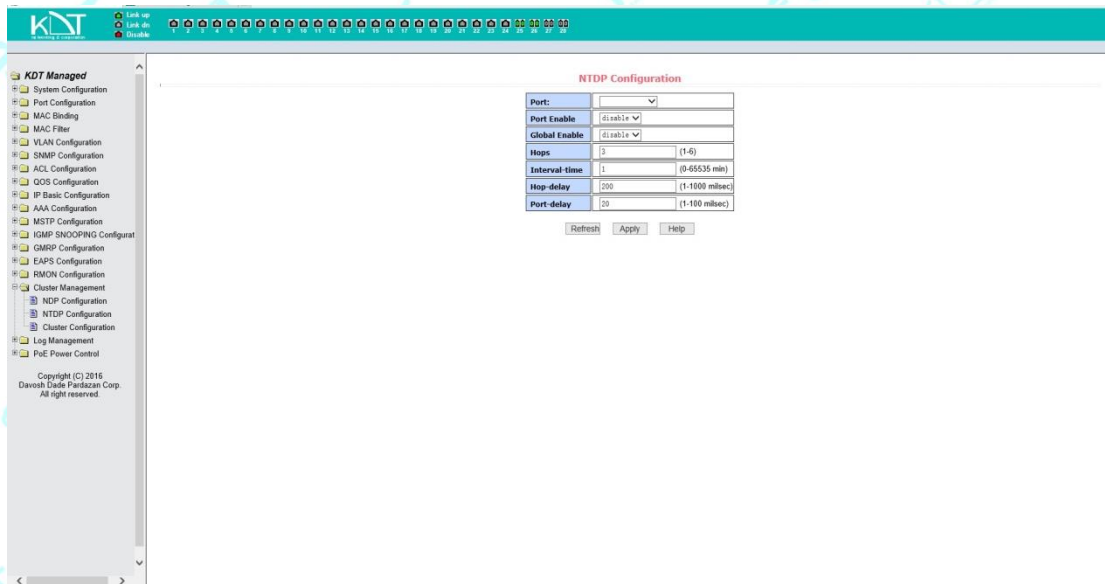 KDT
Link up
Link dn
Disable
1 2 3 4 5 6 7 8 9 10 11 12 13 14 15 16 17 18 19 20 21 22 23 24 25 26 27 28
KDT Managed
System Configuration
Port Configuration
MAC Binding
MAC Filter
VLAN Configuration
SNMP Configuration
ACL Configuration
QOS Configuration
IP Basic Configuration
AAA Configuration
MSTP Configuration
IGMP SNOOPING Configurat
GMRP Configuration
EAPS Configuration
RMON Configuration
Cluster Management
NDP Configuration
NTDP Configuration
Cluster Configuration
Log Management
PoE Power Control
Copyright (C) 2016
Davosh Dade Pardazan Corp.
All right reserved.
NTDP Configuration
Port:
Port Enable disable
Global Enable disable
Hops 3 (1-6)
Interval-time 1 (0-65535 min)
Hop-delay 200 (1-1000 milsec)
Port-delay 20 (1-100 milsec)
Refresh Apply Help